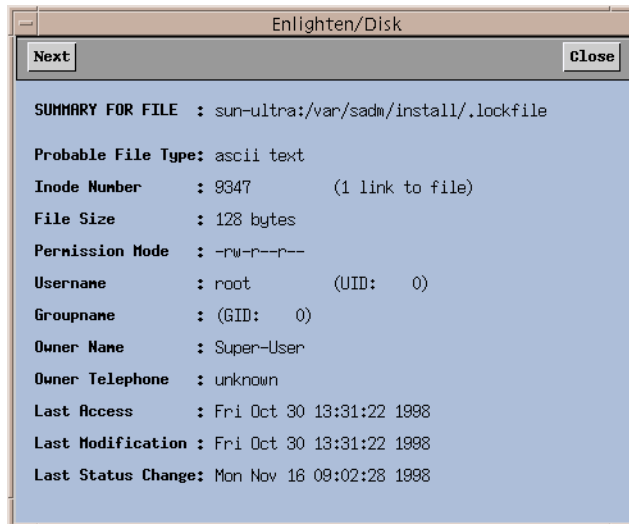 Enlighten/Disk
Next Close
SUMMARY FOR FILE : sun-ultra:/var/sadm/install/.lockfile
Probable File Type: ascii text
Inode Number : 9347 (1 link to file)
File Size : 128 bytes
Permission Mode : -rw-r--r--
Username : root (UID: 0)
Groupname : (GID: 0)
Owner Name : Super-User
Owner Telephone : unknown
Last Access : Fri Oct 30 13:31:22 1998
Last Modification : Fri Oct 30 13:31:22 1998
Last Status Change: Mon Nov 16 09:02:28 1998